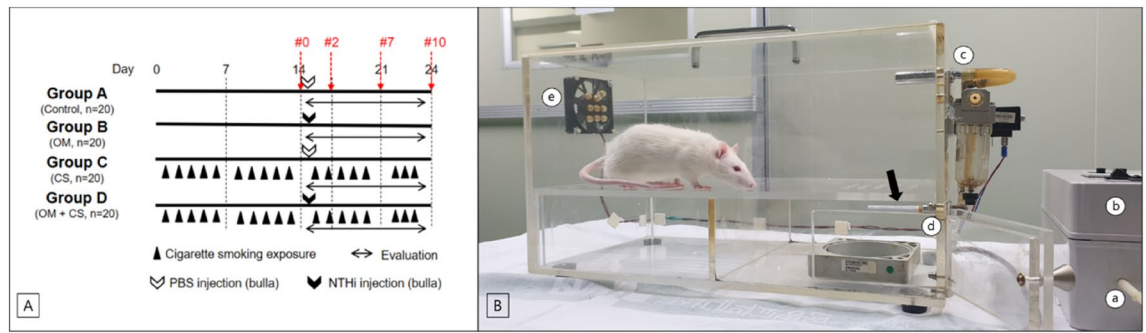 #0 #2 #7 #10
Day 0 7 14 21 24
Group A
(Control, n=20)
Group B
(OM, n=20)
Group C
(CS, n=20)
Group D
(OM + CS, n=20)
Cigarette smoking exposure Evaluation
PBS injection (bulla) NTHi injection (bulla)
A
B
c
e
b
d
a